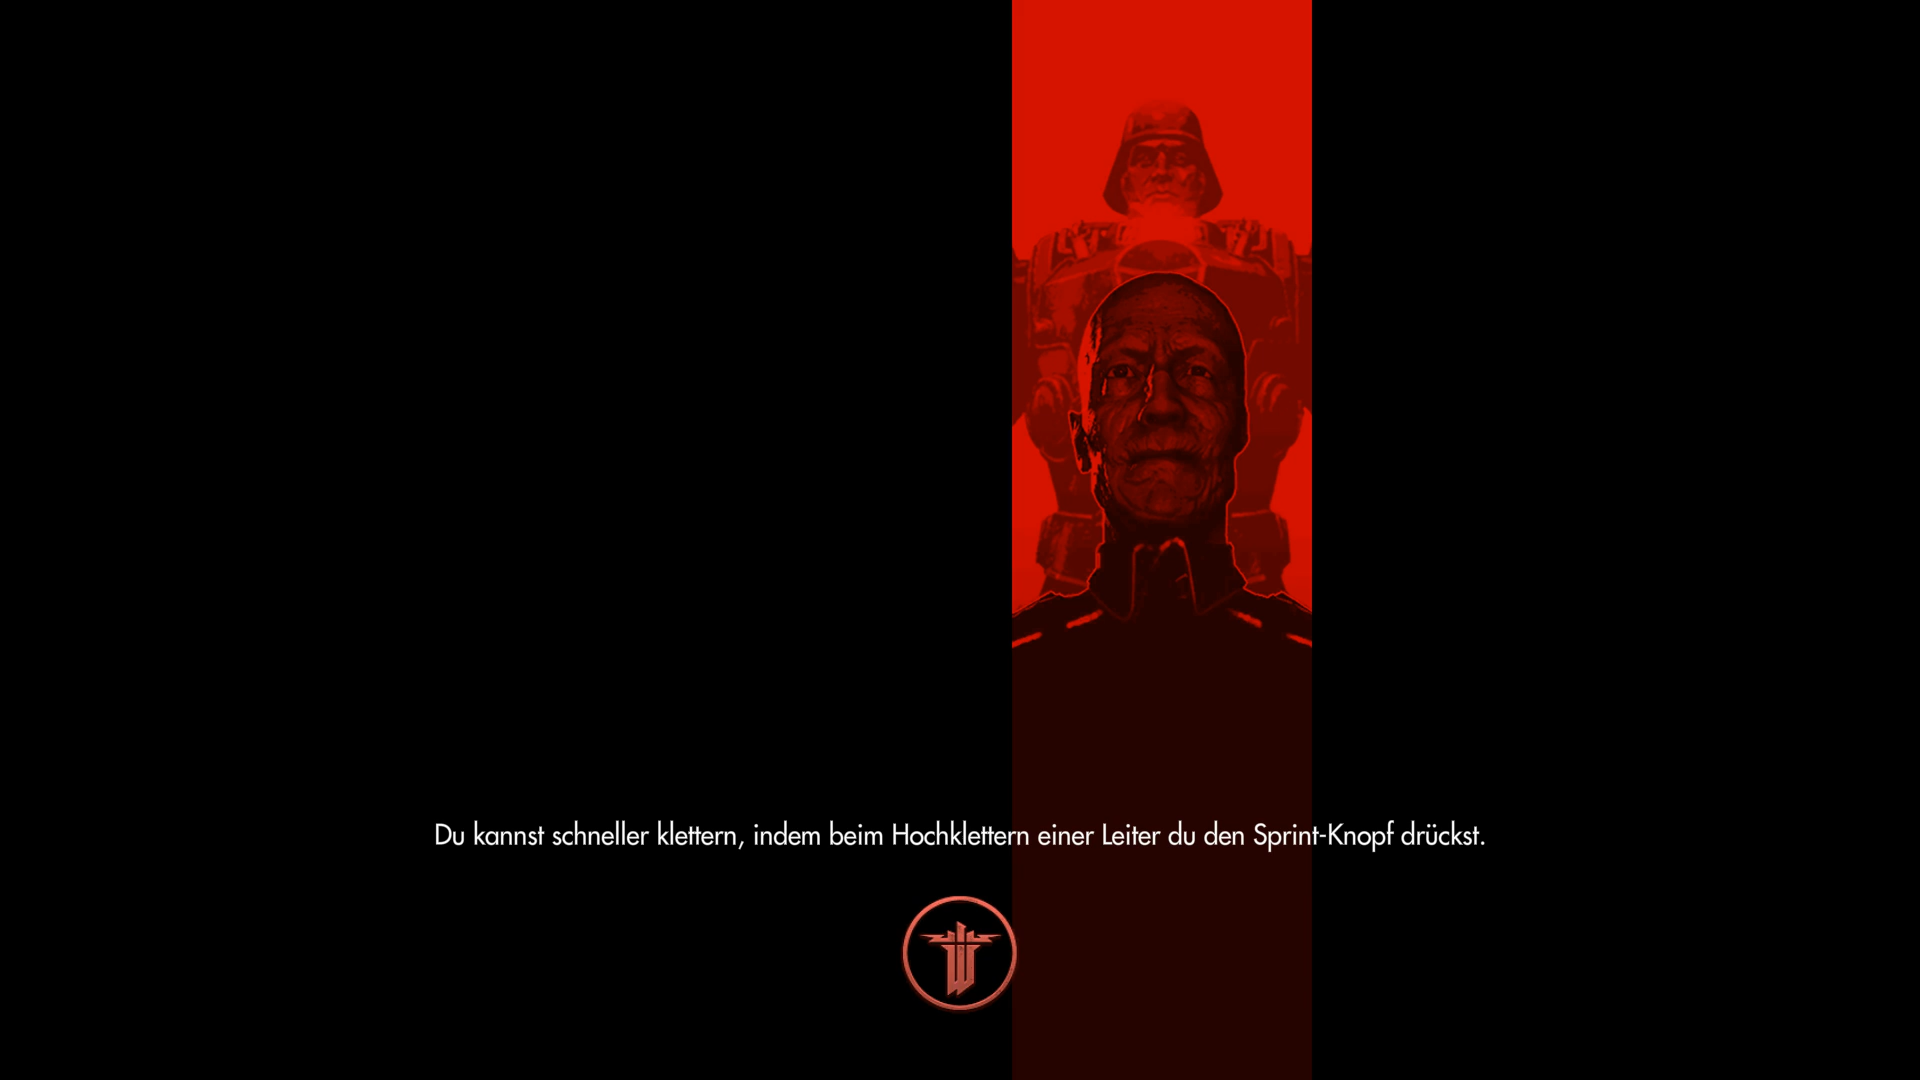 Du kannst schneller klettern, indem beim Hochklettern einer Leiter du den Sprint-Knopf drückst.